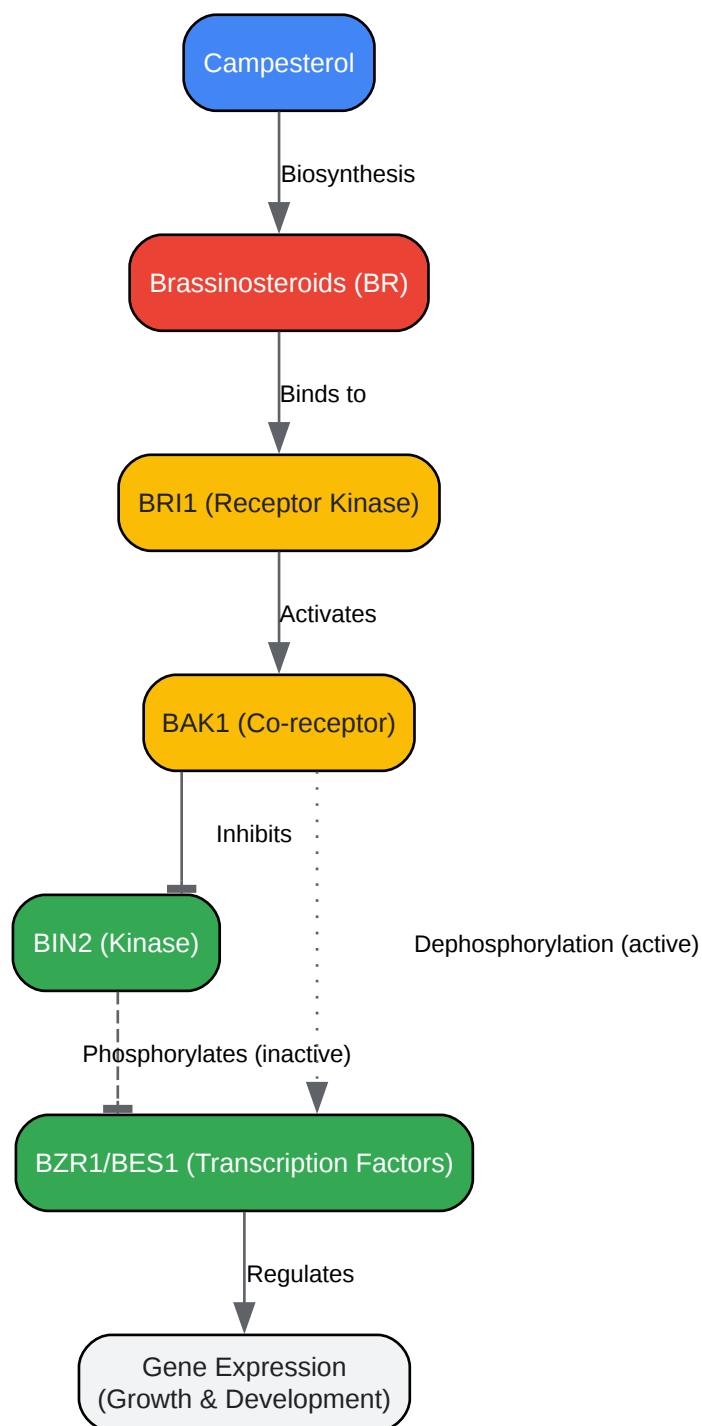 Campesterol
Biosynthesis
Brassinosteroids (BR)
Binds to
BRI1 (Receptor Kinase)
Activates
BAK1 (Co-receptor)
Inhibits
BIN2 (Kinase)
Dephosphorylation (active)
Phosphorylates (inactive)
BZR1/BES1 (Transcription Factors)
Regulates
Gene Expression
(Growth & Development)